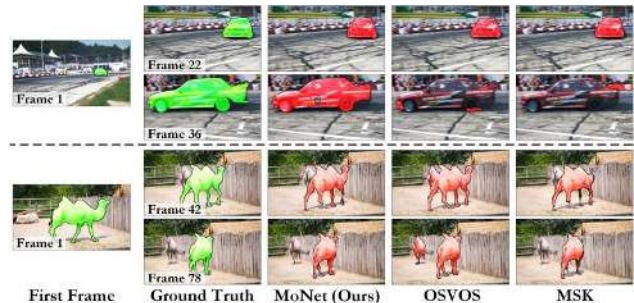 Frame 22
Frame 1
Frame 36
Frame 42
Frame 1
Frame 78
First Frame Ground Truth MoNet (Ours) OSVOS MSK